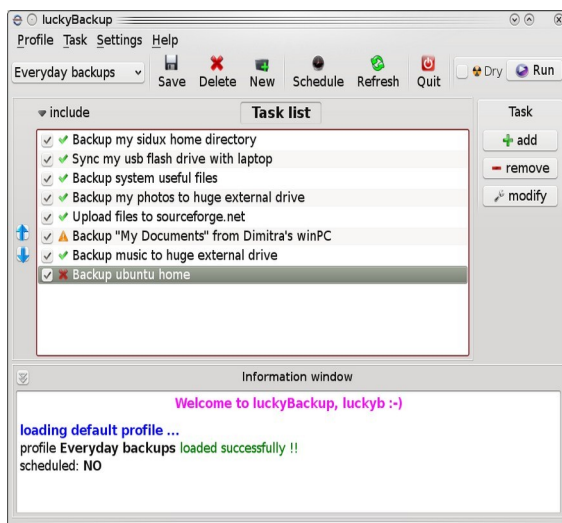 luckyBackup
Profile Task Settings Help
Everyday backups Save Delete New Schedule Refresh Quit Dry Run
include Task list Task
Backup my sidux home directory
Sync my usb flash drive with laptop
Backup system useful files
Backup my photos to huge external drive
Upload files to sourceforge.net
Backup "My Documents" from Dimitra's winPC
Backup music to huge external drive
Backup ubuntu home
add
remove
modify
Information window
Welcome to luckyBackup, luckyb :-)
loading default profile ...
profile Everyday backups loaded successfully !!
scheduled: NO